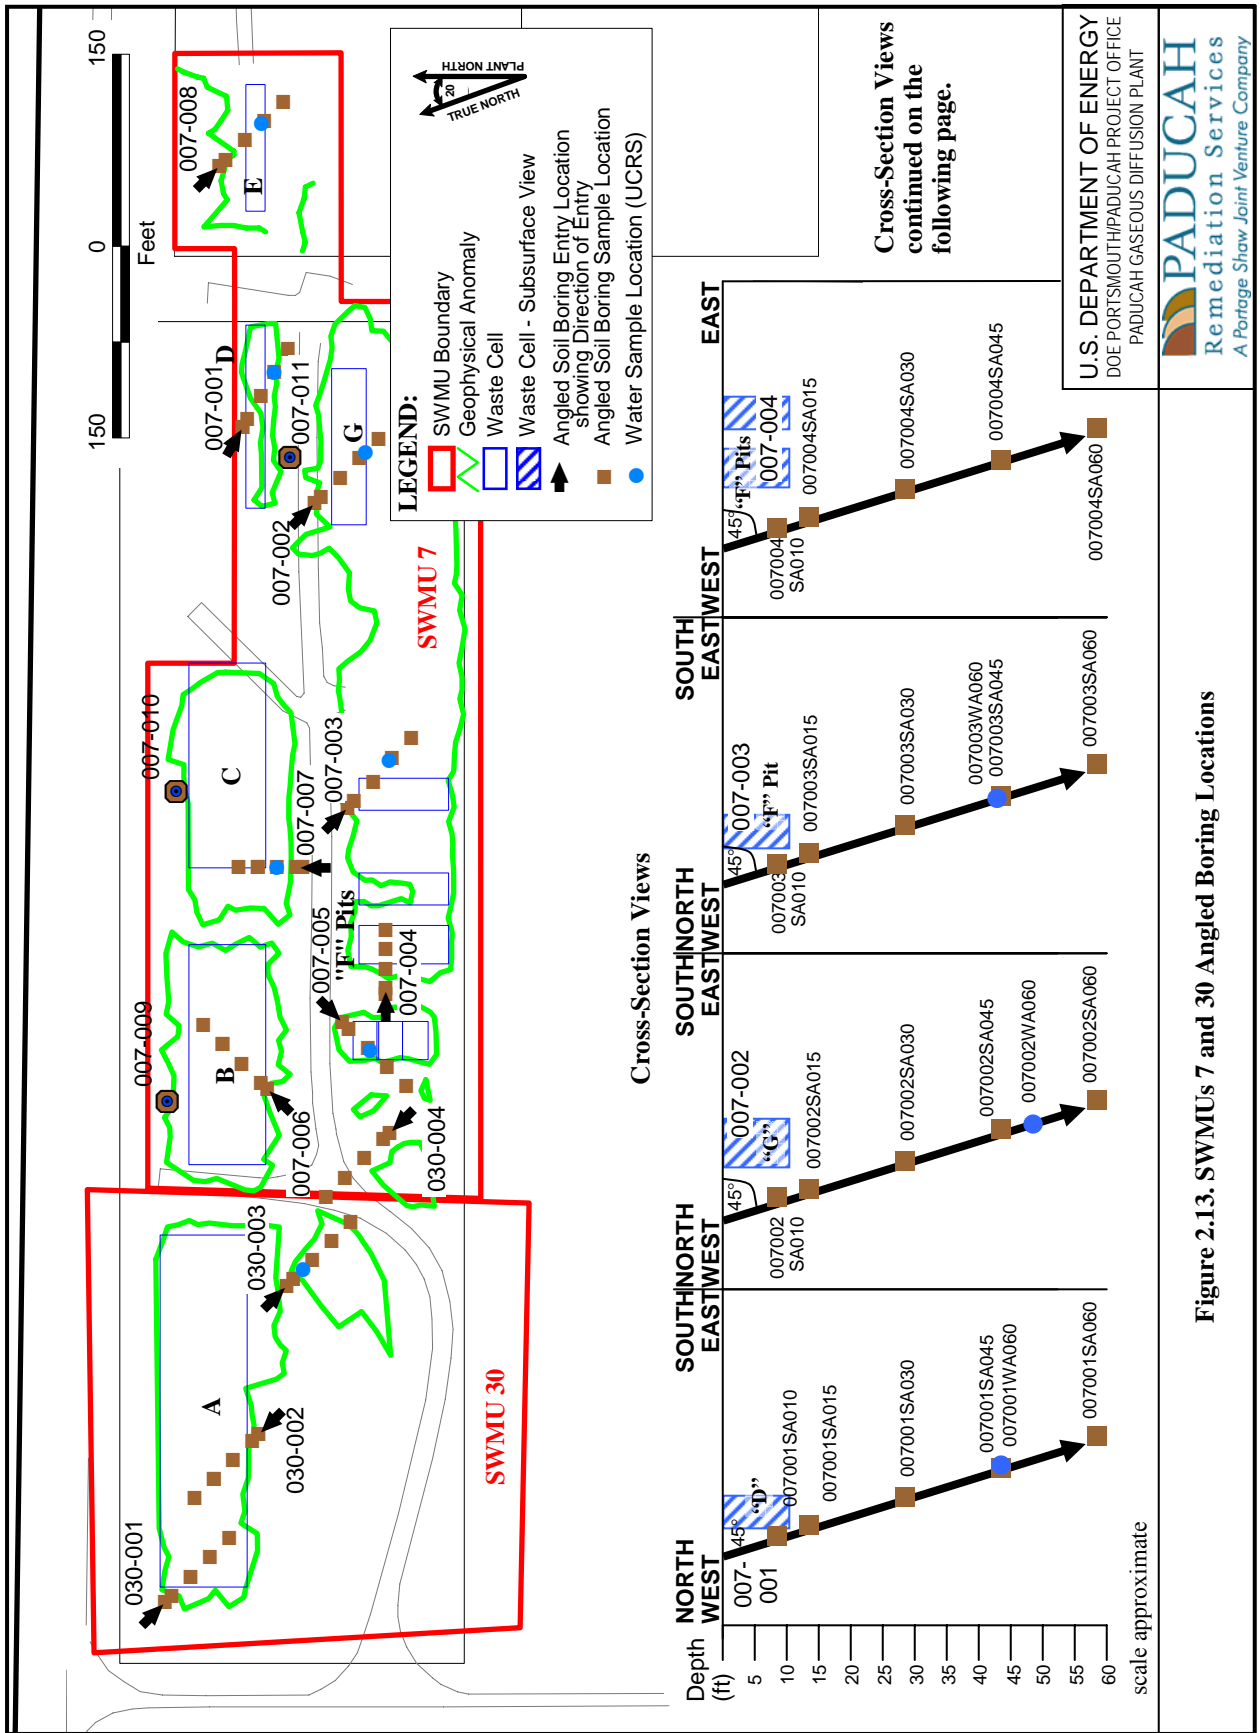 150
0
150
Feet
007-008
E
007-001
D
007-011
007-002
G
SWMU 7
007-010
C
007-007
007-003
007-009
B
007-006
007-005
"F" Pits
007-004
030-004
030-003
A
030-001
030-002
SWMU 30
PLANT NORTH
20
TRUE NORTH
LEGEND:
SWMU Boundary
Geophysical Anomaly
Waste Cell
Waste Cell - Subsurface View
Angled Soil Boring Entry Location
showing Direction of Entry
Angled Soil Boring Sample Location
Water Sample Location (UCRS)
Cross-Section Views
continued on the
following page.
Cross-Section Views
Depth
(ft)
5
10
15
20
25
30
35
40
45
50
55
60
scale approximate
NORTH
WEST
SOUTH
EAST
007-
001
45°
"D"
007001SA010
007001SA015
007001SA030
007001SA045
007001WA060
007001SA060
NORTH
WEST
SOUTH
EAST
45°
007-002
"G"
007002
SA010
007002SA015
007002SA030
007002SA045
007002WA060
007002SA060
NORTH
WEST
SOUTH
EAST
45°
007-003
"F" Pit
007003
SA010
007003SA015
007003SA030
007003WA060
007003SA045
007003SA060
WEST
EAST
45°
"F" Pits
007-004
007004
SA010
007004SA015
007004SA030
007004SA045
007004SA060
U.S. DEPARTMENT OF ENERGY
DOE PORTSMOUTH/PADUCAH PROJECT OFFICE
PADUCAH GASEOUS DIFFUSION PLANT
PADUCAH
Remediation Services
A Portage Shaw Joint Venture Company
Figure 2.13. SWMUs 7 and 30 Angled Boring Locations